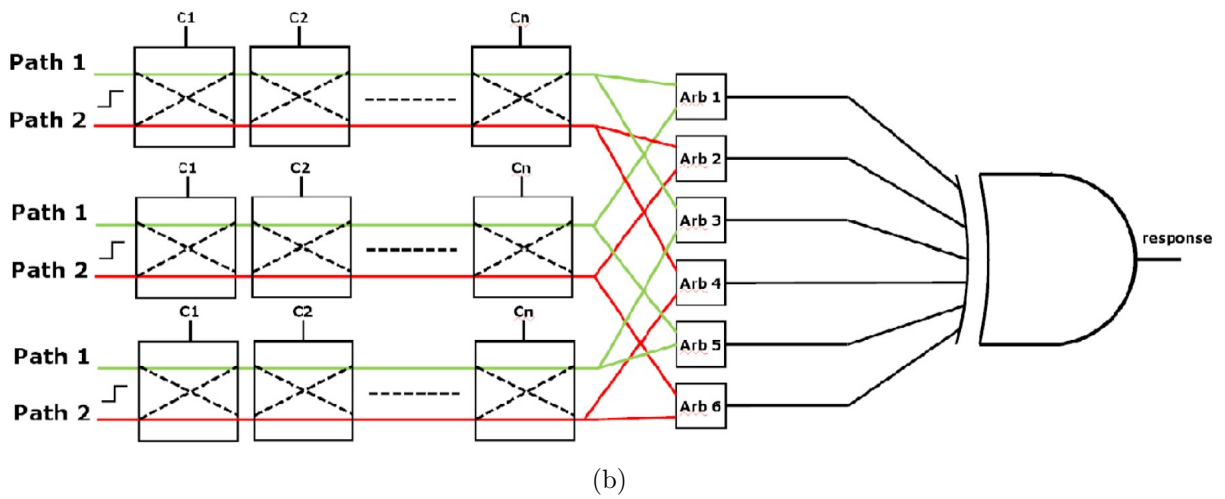 C1 C2 Cn
Path 1
Path 2
C1 C2 Cn
Path 1
Path 2
C1 C2 Cn
Path 1
Path 2
Arb 1
Arb 2
Arb 3
Arb 4
Arb 5
Arb 6
response
(b)